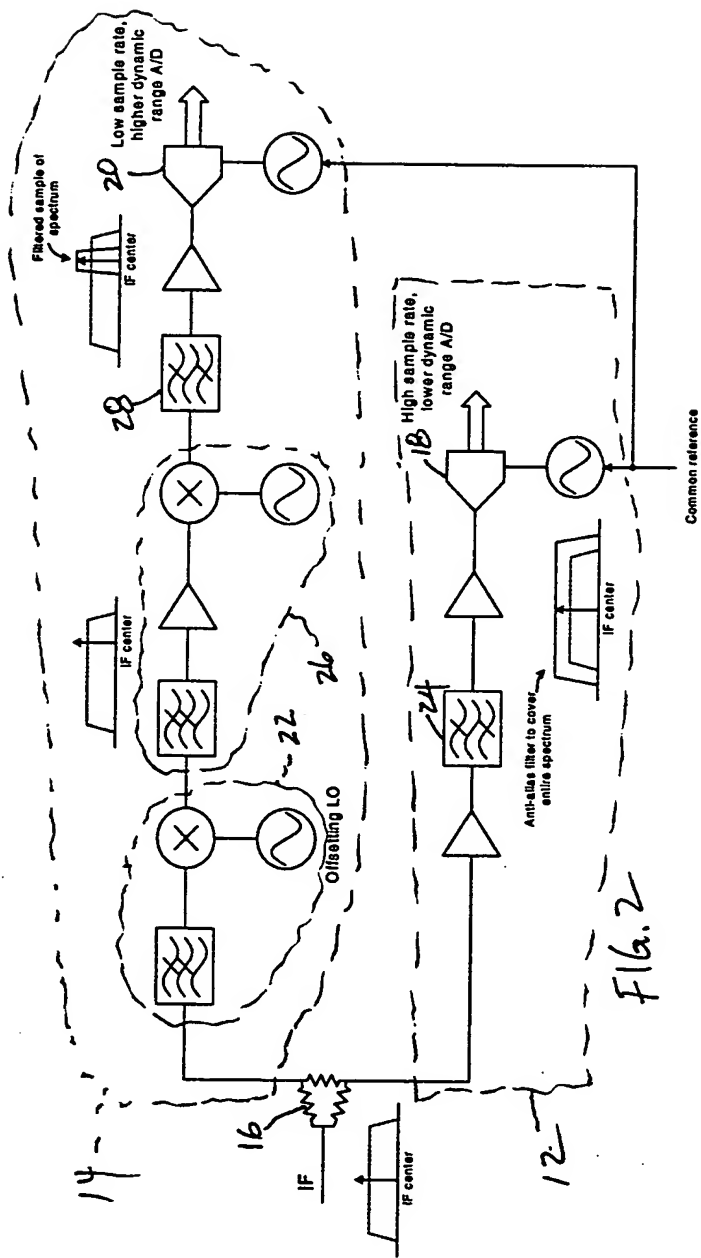 14
Filtered sample of
spectrum
IF center
20
Low sample rate,
higher dynamic
range A/D
28
IF center
26
22
Offsetting LO
16
IF
IF center
18
High sample rate,
lower dynamic
range A/D
24
Anti-alias filter to cover
entire spectrum
IF center
Common reference
12
FIG. 2